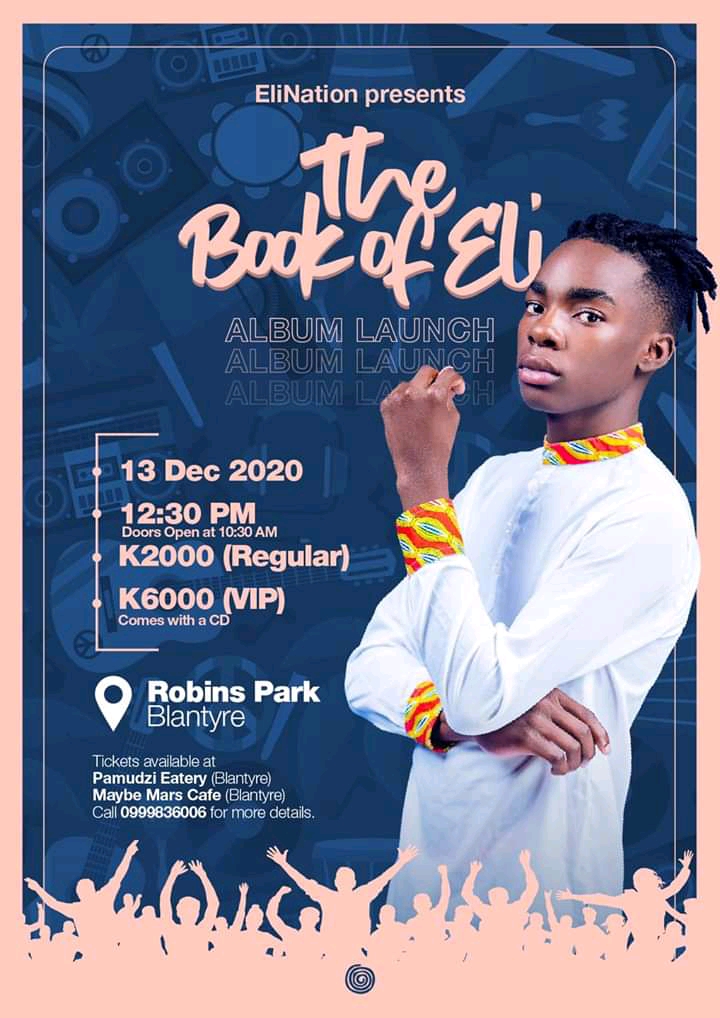 EliNation presents
the
Book of Eli
ALBUM LAUNCH
ALBUM LAUNCH
ALBUM LAUNCH
13 Dec 2020
12:30 PM
Doors Open at 10:30 AM
K2000 (Regular)
K6000 (VIP)
Comes with a CD
Robins Park
Blantyre
Tickets available at
Pamudzi Eatery (Blantyre)
Maybe Mars Cafe (Blantyre)
Call 0999836006 for more details.